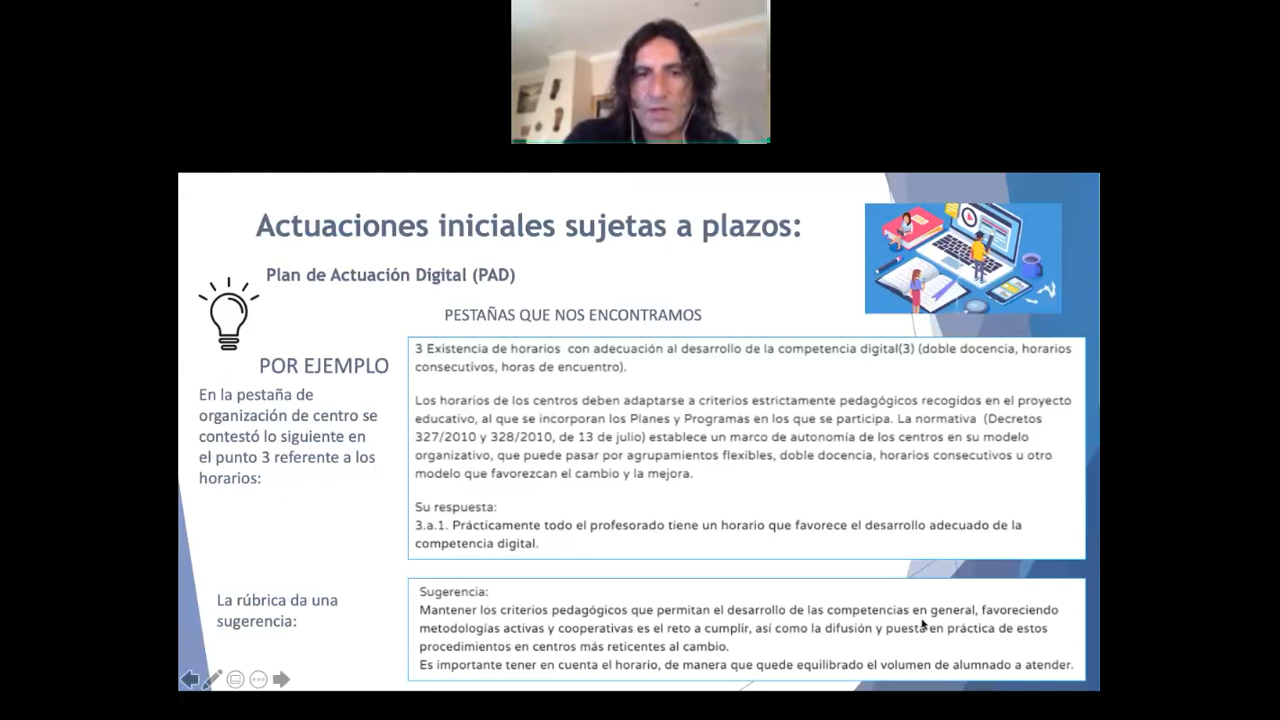 Actuaciones iniciales sujetas a plazos:
Plan de Actuación Digital (PAD)
PESTAÑAS QUE NOS ENCONTRAMOS
POR EJEMPLO
En la pestaña de
organización de centro se
contestó lo siguiente en
el punto 3 referente a los
horarios:
3 Existencia de horarios con adecuación al desarrollo de la competencia digital(3) (doble docencia, horarios
consecutivos, horas de encuentro).
Los horarios de los centros deben adaptarse a criterios estrictamente pedagógicos recogidos en el proyecto
educativo, al que se incorporan los Planes y Programas en los que se participa. La normativa (Decretos
327/2010 y 328/2010, de 13 de julio) establece un marco de autonomía de los centros en su modelo
organizativo, que puede pasar por agrupamientos flexibles, doble docencia, horarios consecutivos u otro
modelo que favorezcan el cambio y la mejora.
Su respuesta:
3.a.1. Prácticamente todo el profesorado tiene un horario que favorece el desarrollo adecuado de la
competencia digital.
La rúbrica da una
sugerencia:
Sugerencia:
Mantener los criterios pedagógicos que permitan el desarrollo de las competencias en general, favoreciendo
metodologías activas y cooperativas es el reto a cumplir, así como la difusión y puesta en práctica de estos
procedimientos en centros más reticentes al cambio.
Es importante tener en cuenta el horario, de manera que quede equilibrado el volumen de alumnado a atender.